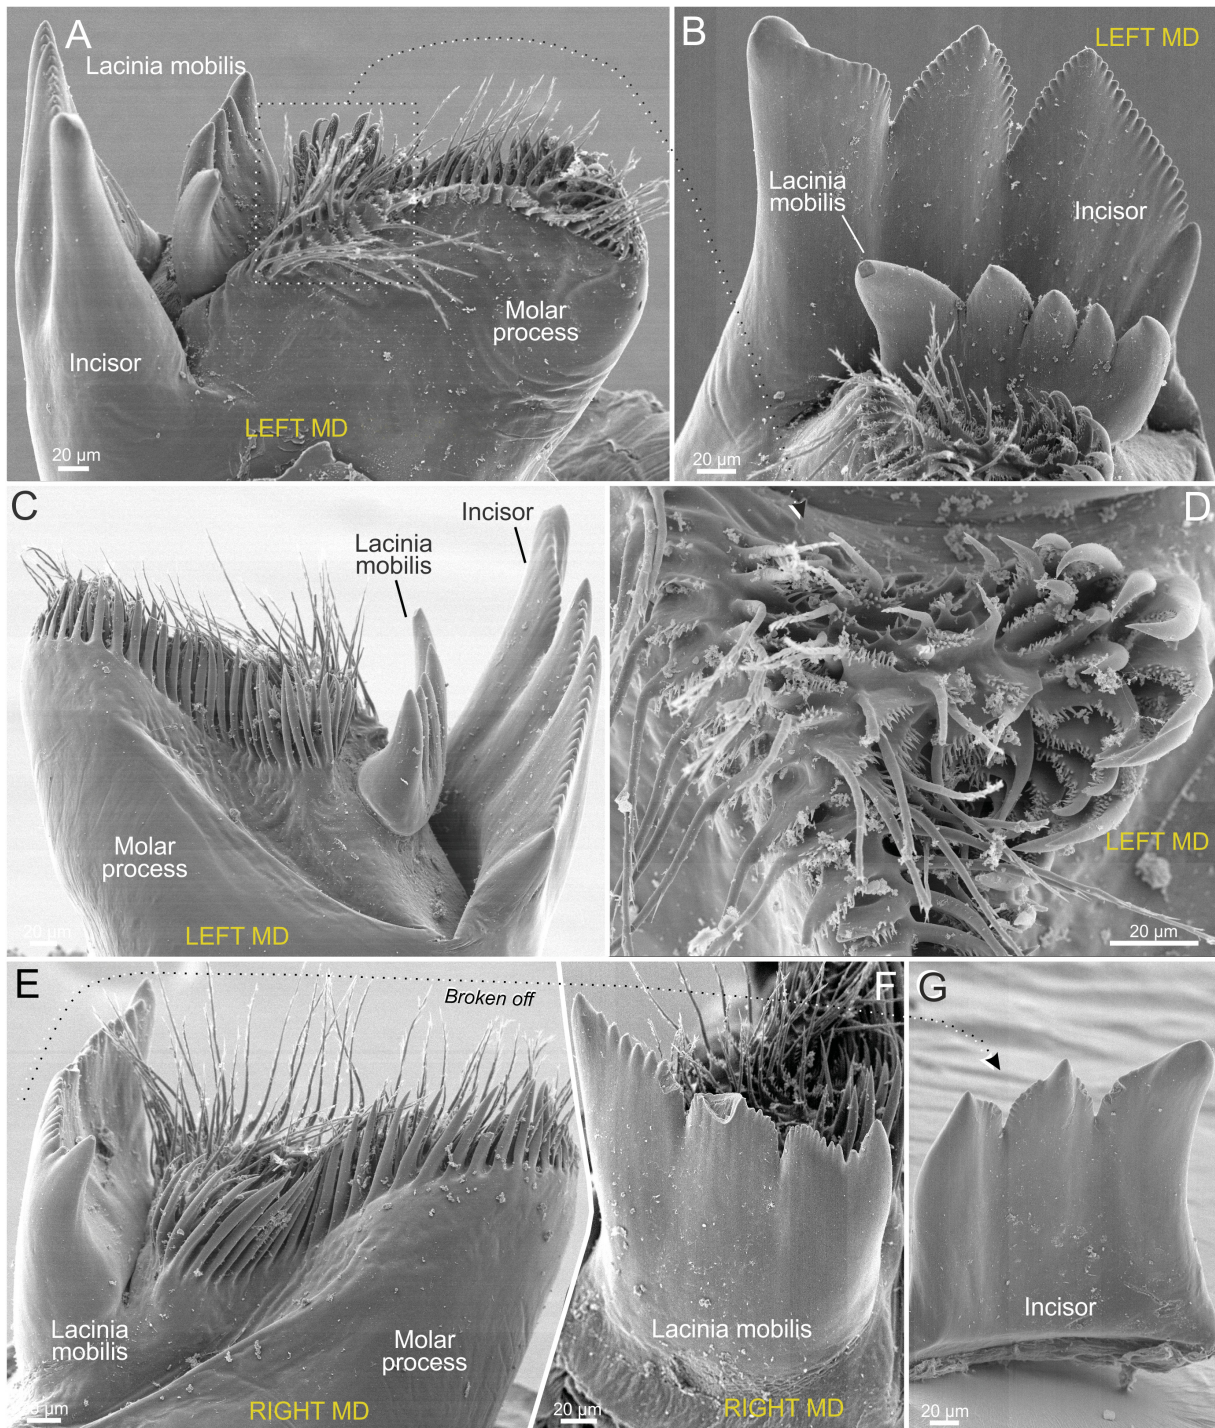 A
Lacinia mobilis
Incisor
Molar
process
LEFT MD
20 µm
B
LEFT MD
Lacinia
mobilis
Incisor
20 µm
C
Incisor
Lacinia
mobilis
Molar
process
LEFT MD
20 µm
D
LEFT MD
20 µm
E
Broken off
Lacinia
mobilis
Molar
process
RIGHT MD
F
Lacinia mobilis
RIGHT MD
20 µm
G
Incisor
20 µm